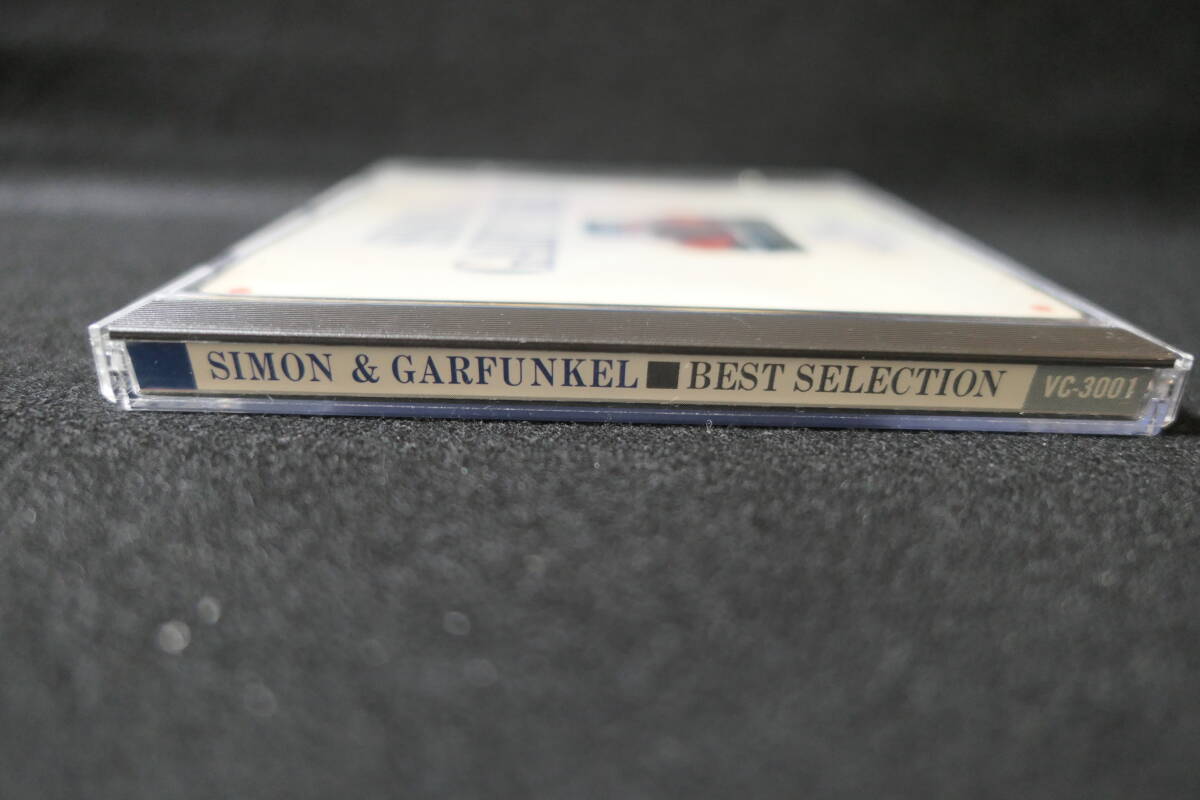 SIMON & GARFUNKEL ■ BEST SELECTION VC-3001